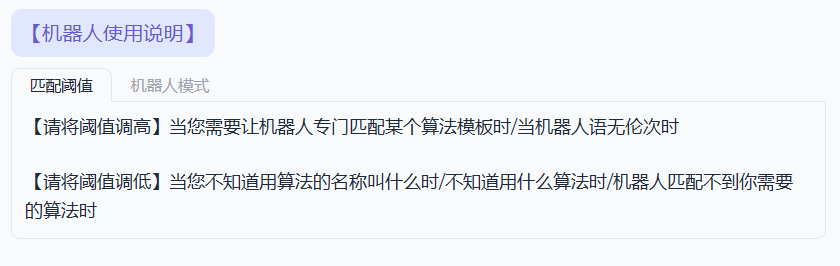 【机器人使用说明】
匹配阈值 机器人模式
【请将阈值调高】当您需要让机器人专门匹配某个算法模板时/当机器人语无伦次时
【请将阈值调低】当您不知道用算法的名称叫什么时/不知道用什么算法时/机器人匹配不到你需要
的算法时